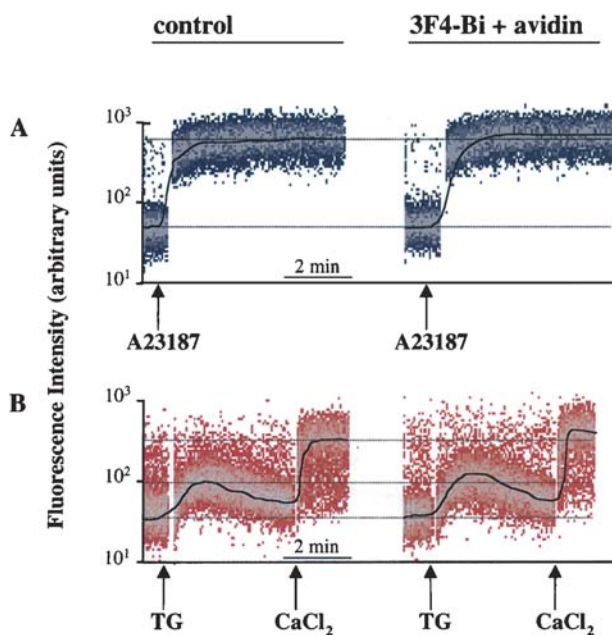 control 3F4-Bi + avidin
A
Fluorescence Intensity (arbitrary units)
10³
10²
10¹
2 min
A23187 A23187
B
10³
10²
10¹
2 min
TG CaCl₂ TG CaCl₂